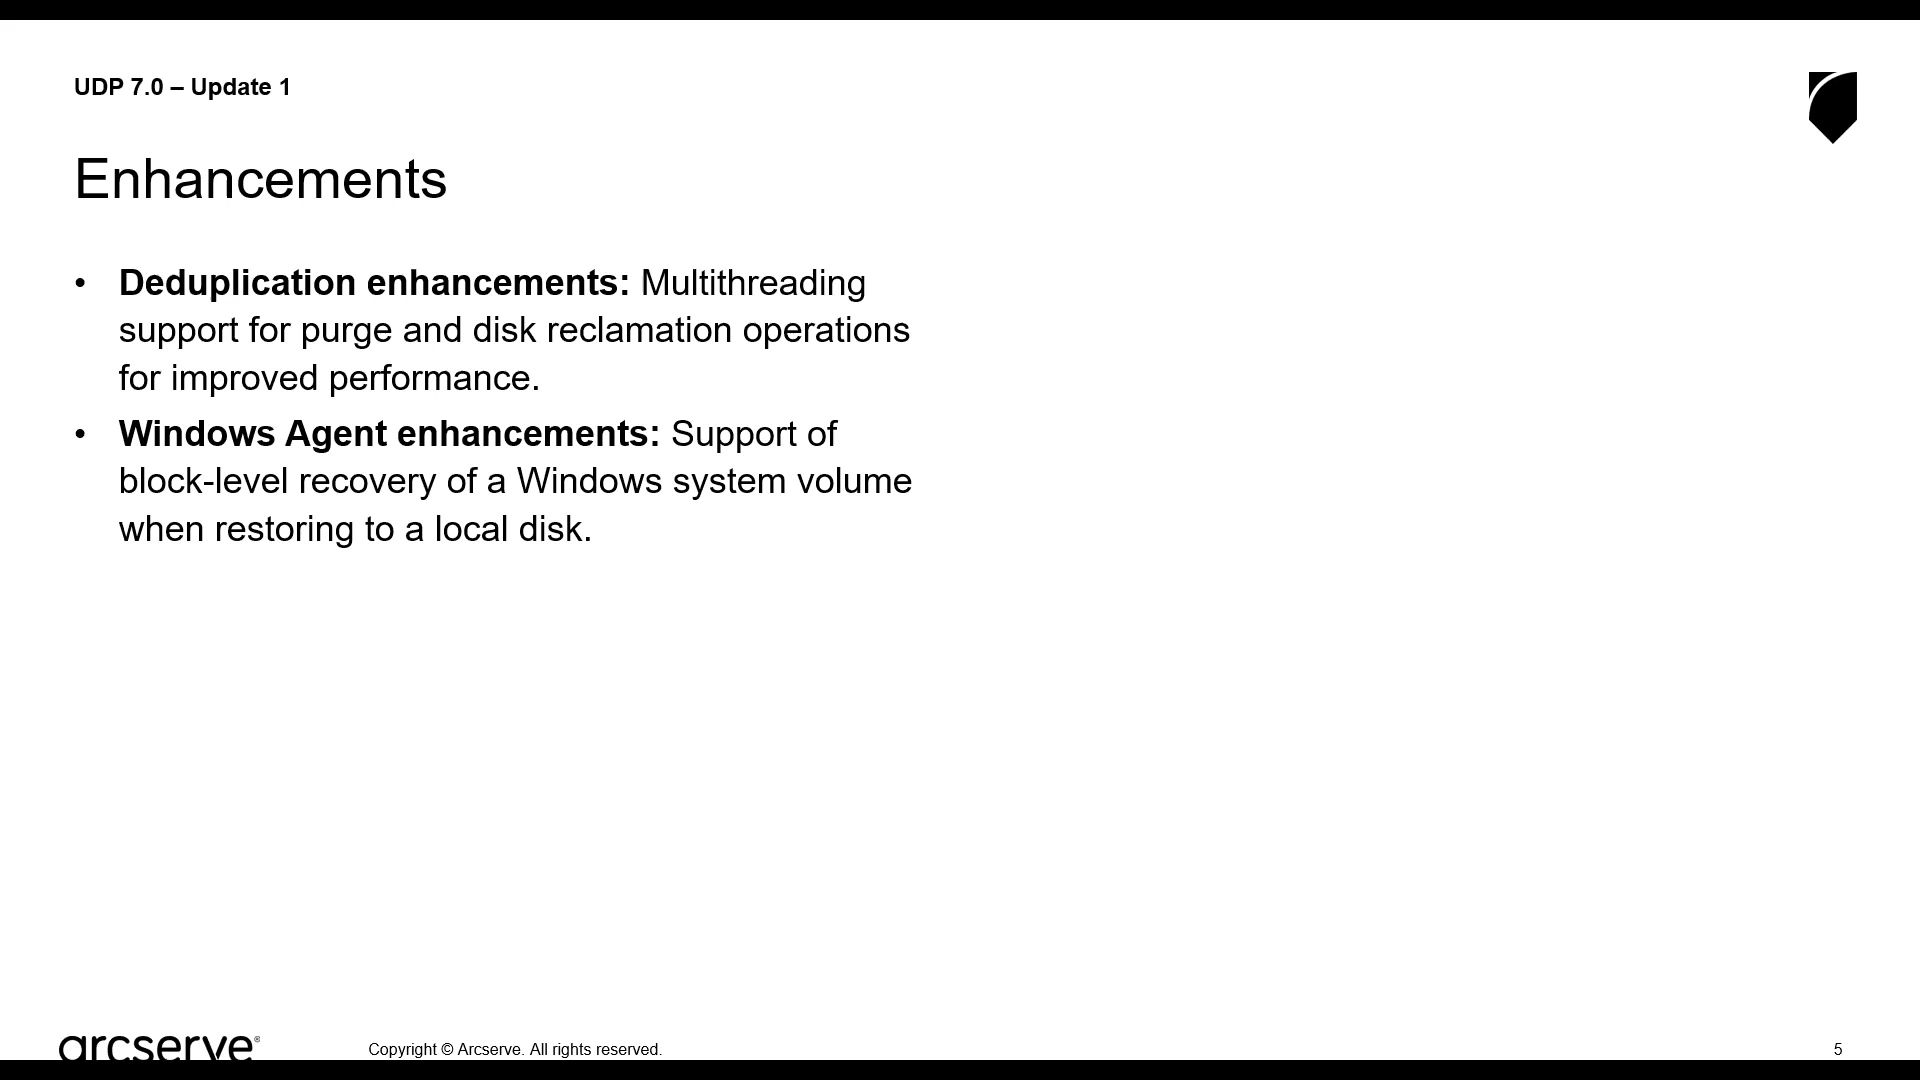 UDP 7.0 – Update 1
Enhancements
• Deduplication enhancements: Multithreading
support for purge and disk reclamation operations
for improved performance.
• Windows Agent enhancements: Support of
block-level recovery of a Windows system volume
when restoring to a local disk.
arcserve®
Copyright © Arcserve. All rights reserved.
5